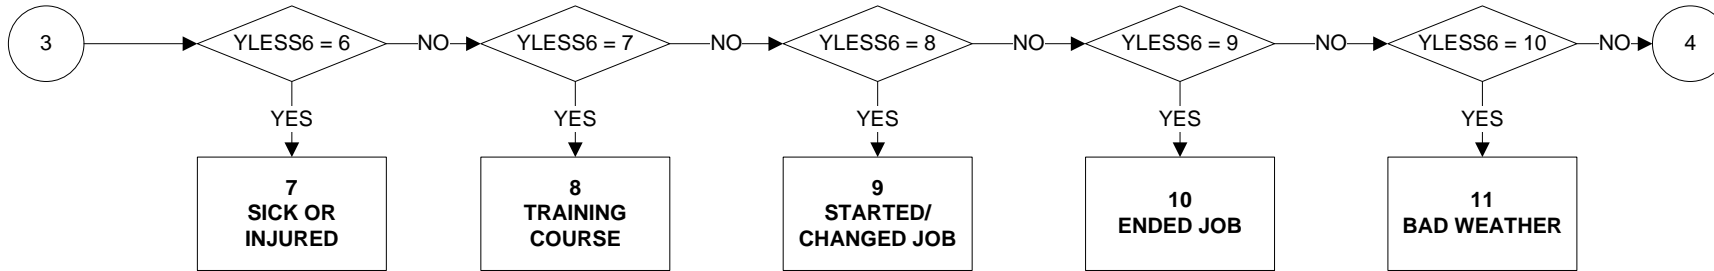 3
YLESS6 = 6
NO
YLESS6 = 7
NO
YLESS6 = 8
NO
YLESS6 = 9
NO
YLESS6 = 10
NO
4
YES
YES
YES
YES
YES
7
SICK OR
INJURED
8
TRAINING
COURSE
9
STARTED/
CHANGED JOB
10
ENDED JOB
11
BAD WEATHER